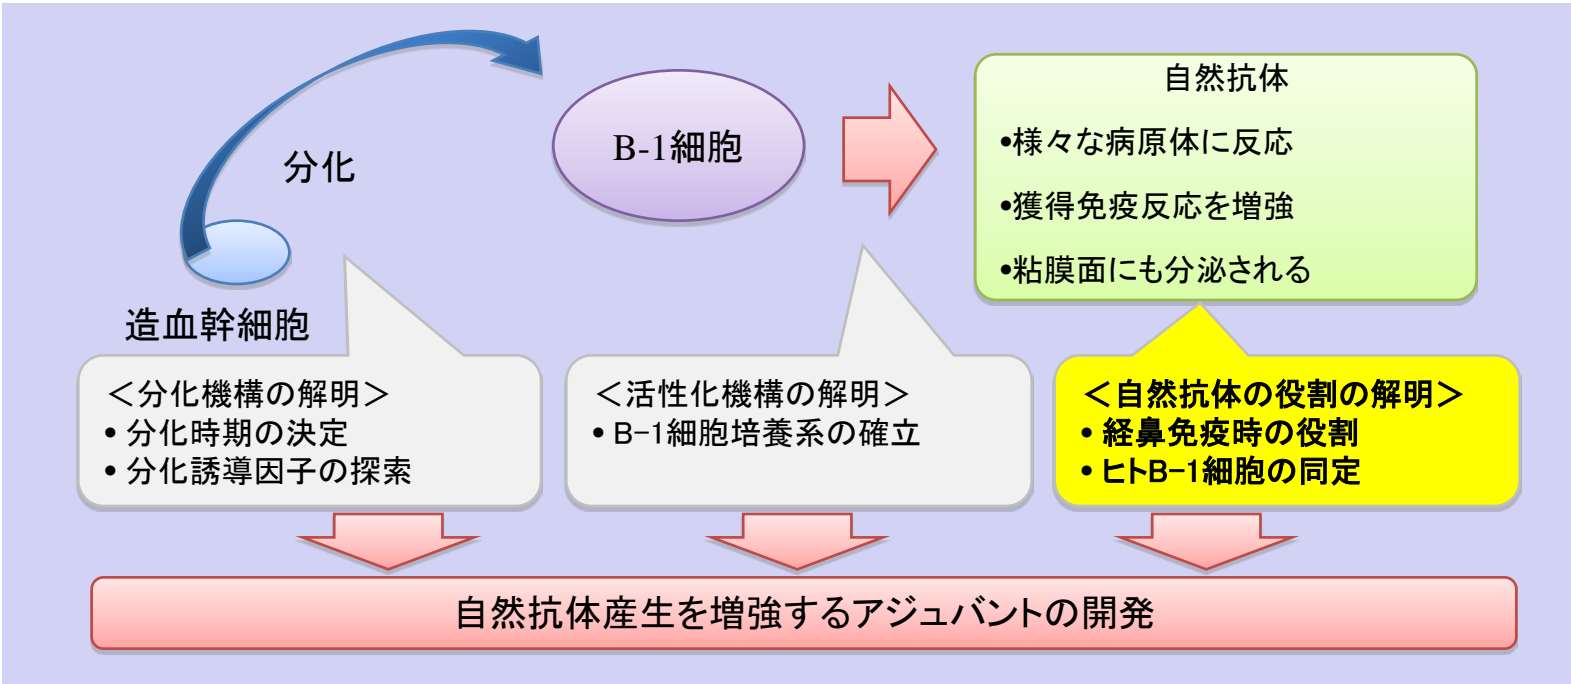 分化
造血幹細胞
B-1細胞
自然抗体
•様々な病原体に反応
•獲得免疫反応を増強
•粘膜面にも分泌される
＜分化機構の解明＞
• 分化時期の決定
• 分化誘導因子の探索
＜活性化機構の解明＞
• B-1細胞培養系の確立
＜自然抗体の役割の解明＞
• 経鼻免疫時の役割
• ヒトB-1細胞の同定
自然抗体産生を増強するアジュバントの開発